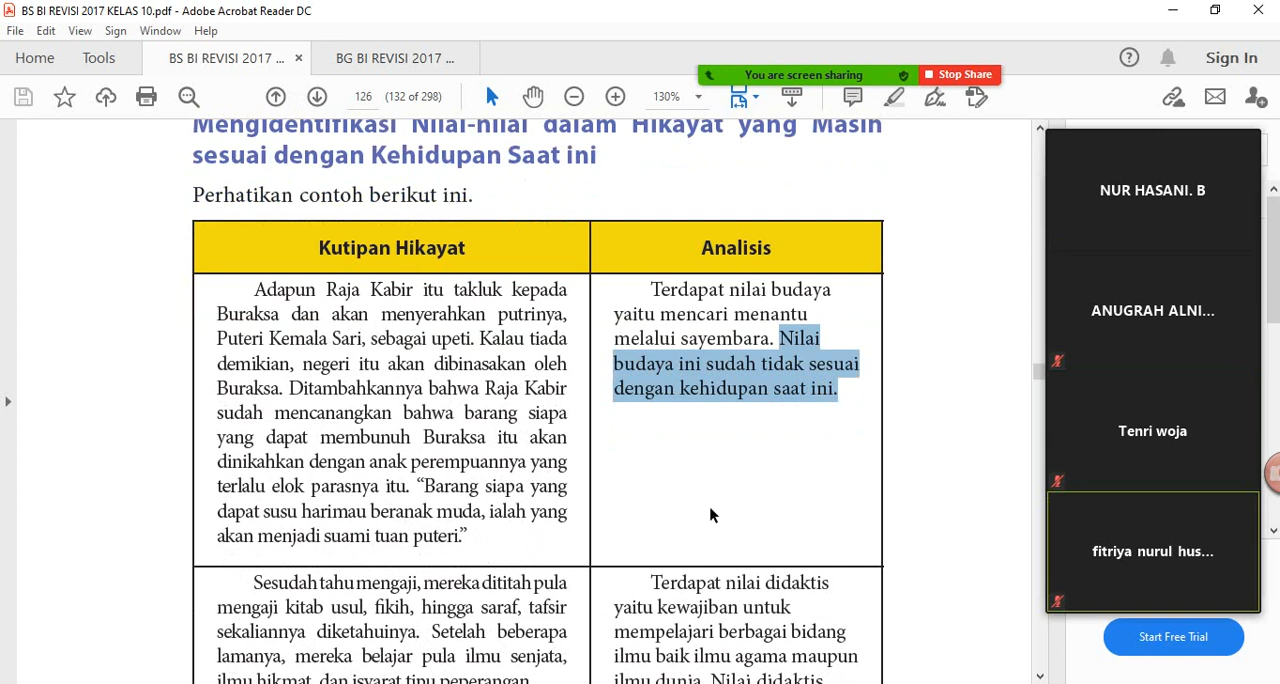 BS BI REVISI 2017 KELAS 10.pdf - Adobe Acrobat Reader DC
File Edit View Sign Window Help
Home Tools BS BI REVISI 2017 ... × BG BI REVISI 2017 ... Sign In
You are screen sharing Stop Share
126 (132 of 298) 130%
Mengidentifikasi Nilai-nilai dalam Hikayat yang Masih
sesuai dengan Kehidupan Saat ini
Perhatikan contoh berikut ini.
Kutipan Hikayat
Adapun Raja Kabir itu takluk kepada
Buraksa dan akan menyerahkan putrinya,
Puteri Kemala Sari, sebagai upeti. Kalau tiada
demikian, negeri itu akan dibinasakan oleh
Buraksa. Ditambahkannya bahwa Raja Kabir
sudah mencanangkan bahwa barang siapa
yang dapat membunuh Buraksa itu akan
dinikahkan dengan anak perempuannya yang
terlalu elok parasnya itu. “Barang siapa yang
dapat susu harimau beranak muda, ialah yang
akan menjadi suami tuan puteri.”
Analisis
Terdapat nilai budaya
yaitu mencari menantu
melalui sayembara. Nilai
budaya ini sudah tidak sesuai
dengan kehidupan saat ini.
Sesudah tahu mengaji, mereka dititah pula
mengaji kitab usul, fikih, hingga saraf, tafsir
sekaliannya diketahuinya. Setelah beberapa
lamanya, mereka belajar pula ilmu senjata,
ilmu hikmat, dan isyarat tipu peperangan.
Terdapat nilai didaktis
yaitu kewajiban untuk
mempelajari berbagai bidang
ilmu baik ilmu agama maupun
ilmu dunia. Nilai didaktis
NUR HASANI. B
ANUGRAH ALNI...
Tenri woja
fitriya nurul hus...
Start Free Trial